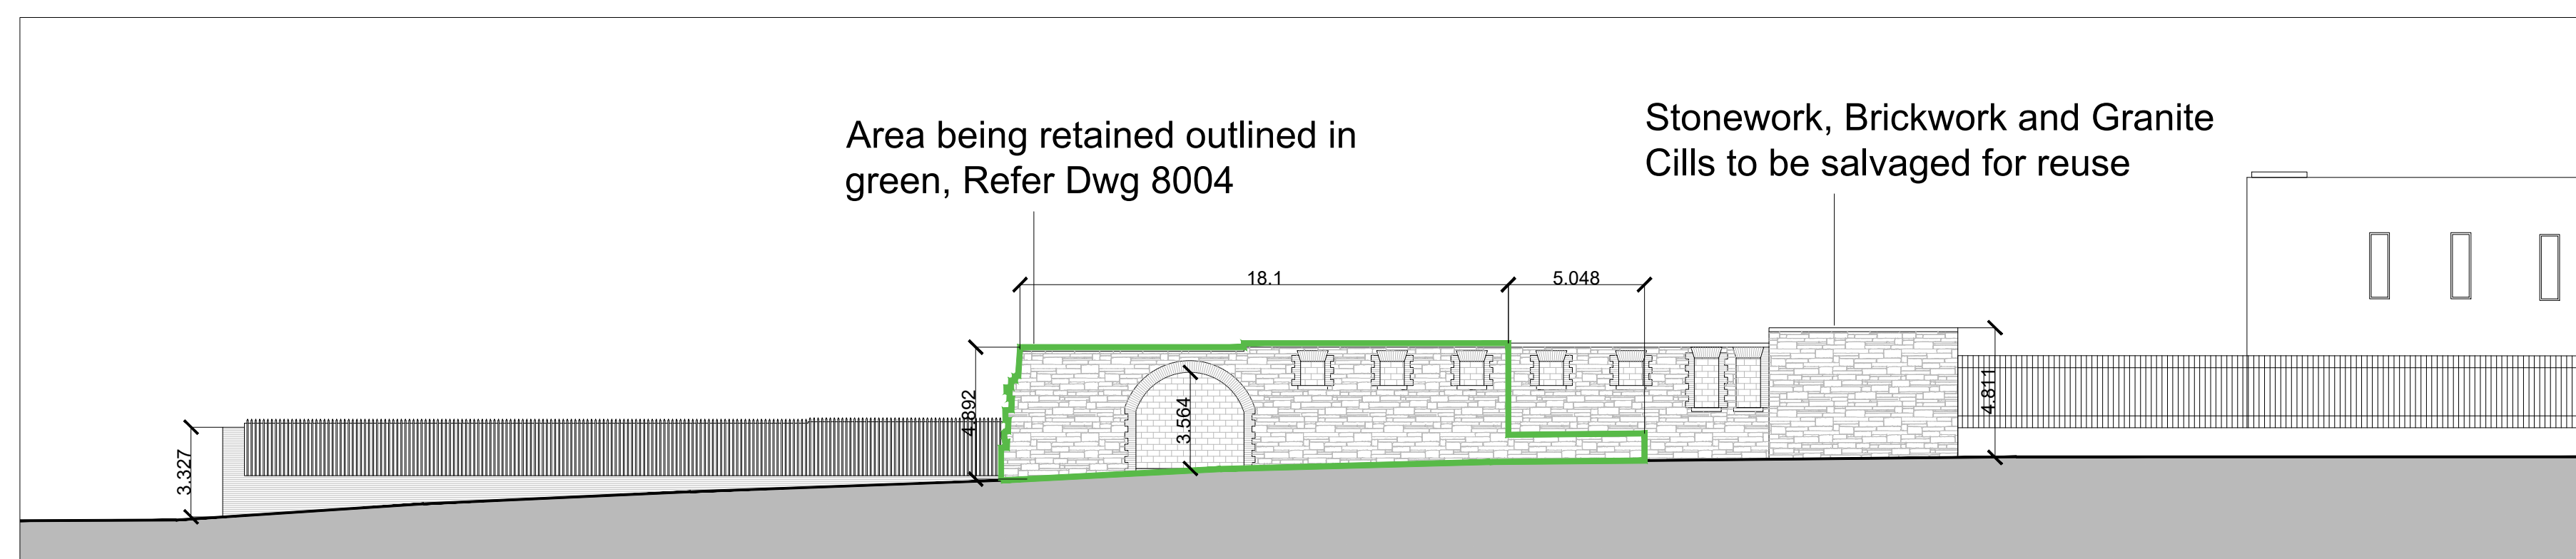 Area being retained outlined in
green, Refer Dwg 8004
Stonework, Brickwork and Granite
Cills to be salvaged for reuse
18.1
5.048
4.892
3.564
4.811
3.327